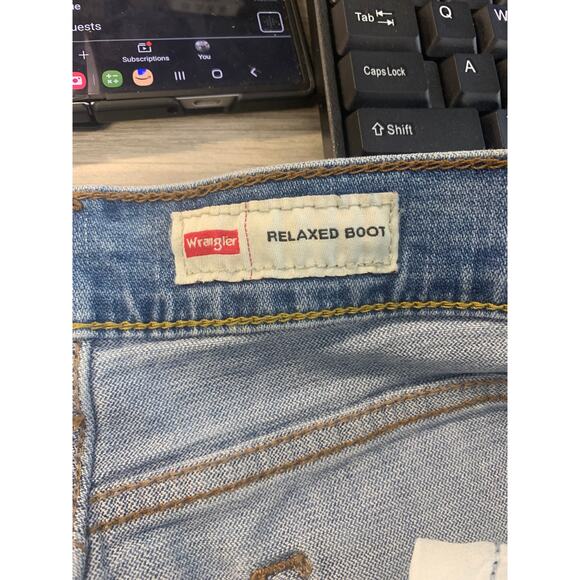 uests
Subscriptions
You
Tab
Q
W
Caps Lock
A
Shift
Wrangler
RELAXED BOOT